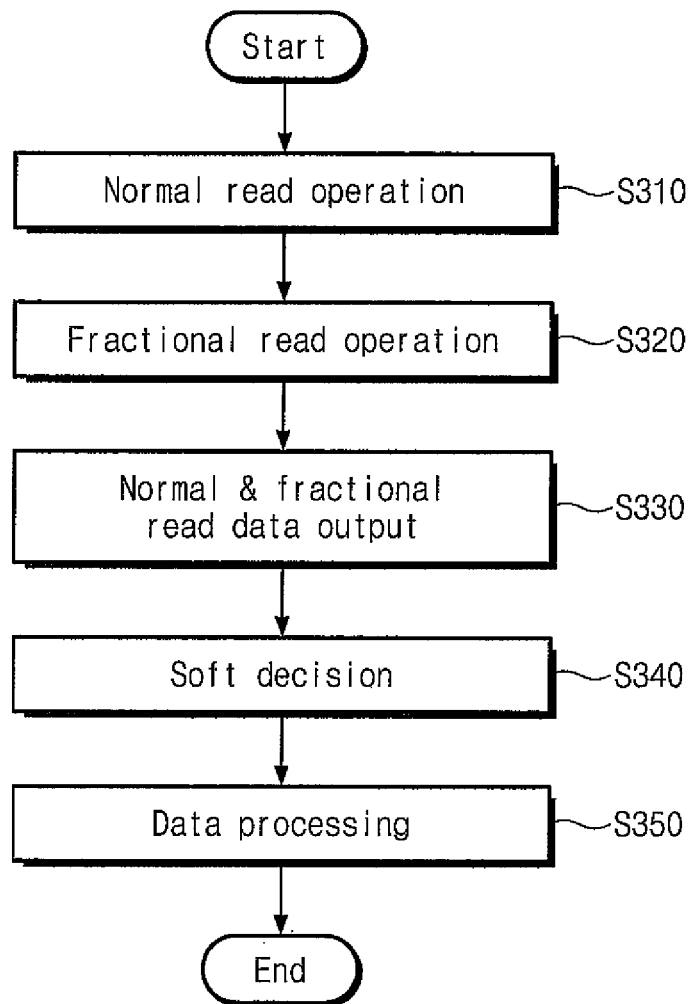 Start
Normal read operation
S310
Fractional read operation
S320
Normal & fractional
read data output
S330
Soft decision
S340
Data processing
S350
End